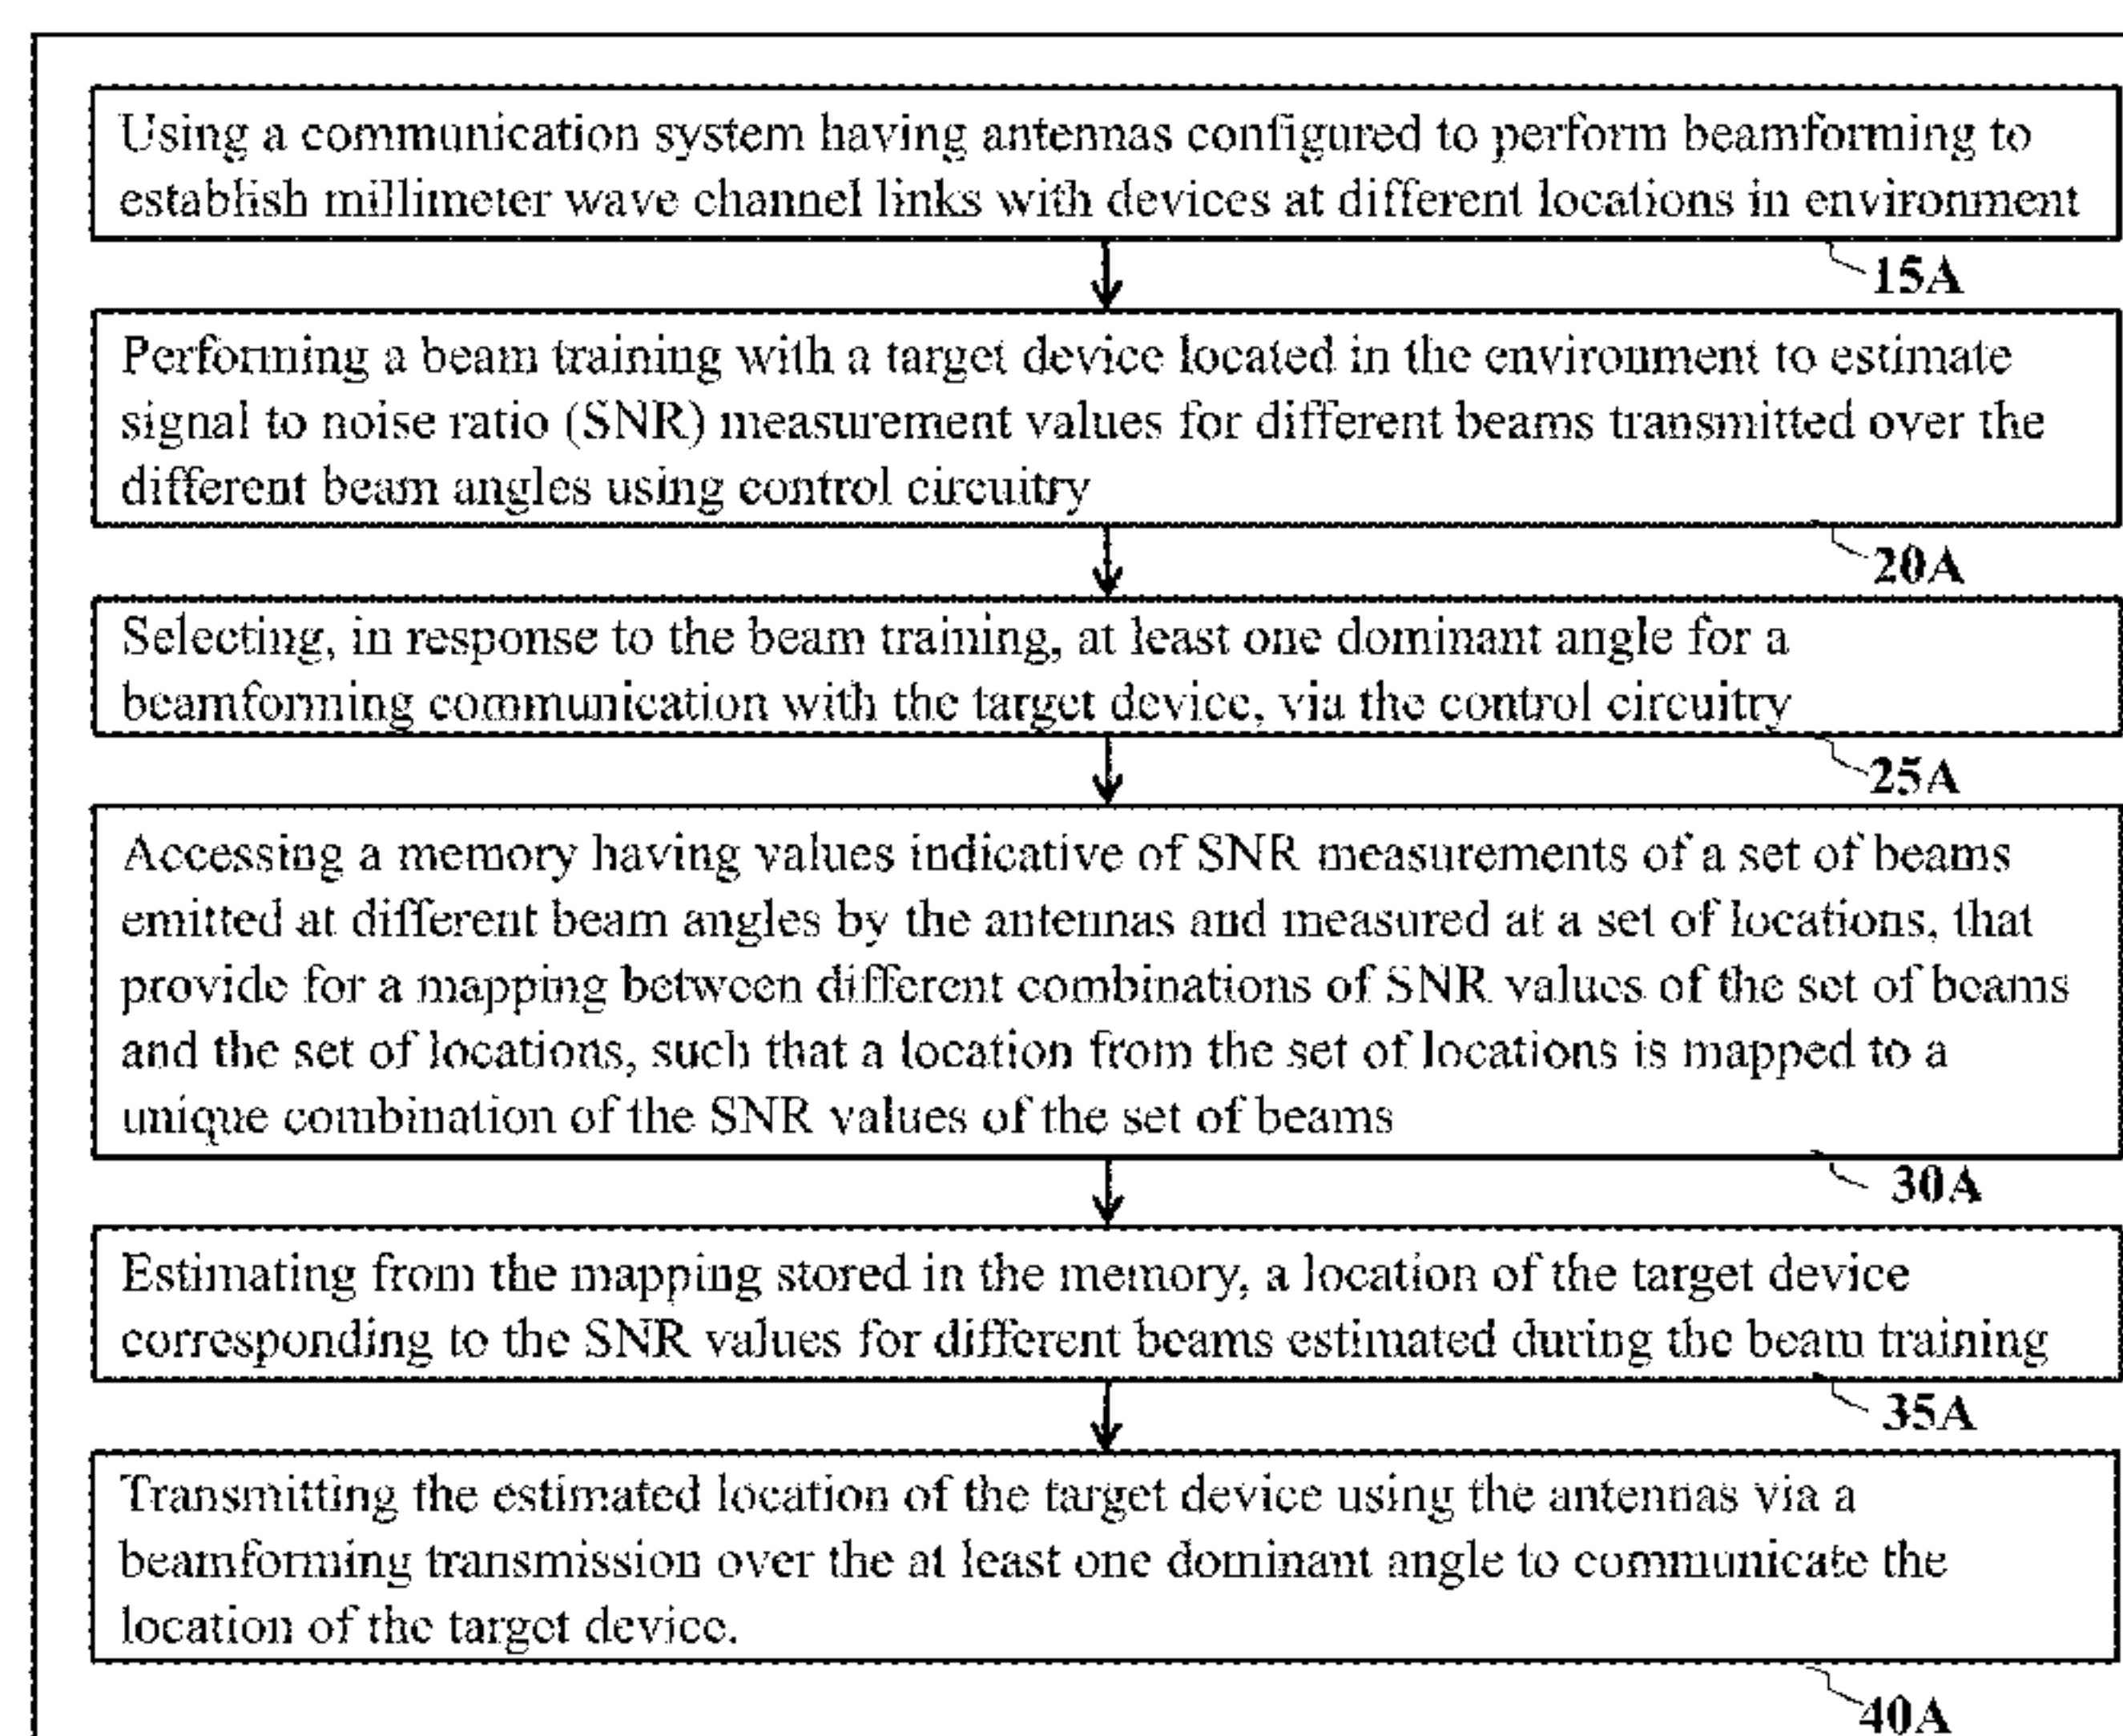 Using a communication system having antennas configured to perform beamforming to
establish millimeter wave channel links with devices at different locations in environment
15A
Performing a beam training with a target device located in the environment to estimate
signal to noise ratio (SNR) measurement values for different beams transmitted over the
different beam angles using control circuitry
20A
Selecting, in response to the beam training, at least one dominant angle for a
beamforming communication with the target device, via the control circuitry
25A
Accessing a memory having values indicative of SNR measurements of a set of beams
emitted at different beam angles by the antennas and measured at a set of locations, that
provide for a mapping between different combinations of SNR values of the set of beams
and the set of locations, such that a location from the set of locations is mapped to a
unique combination of the SNR values of the set of beams
30A
Estimating from the mapping stored in the memory, a location of the target device
corresponding to the SNR values for different beams estimated during the beam training
35A
Transmitting the estimated location of the target device using the antennas via a
beamforming transmission over the at least one dominant angle to communicate the
location of the target device.
40A